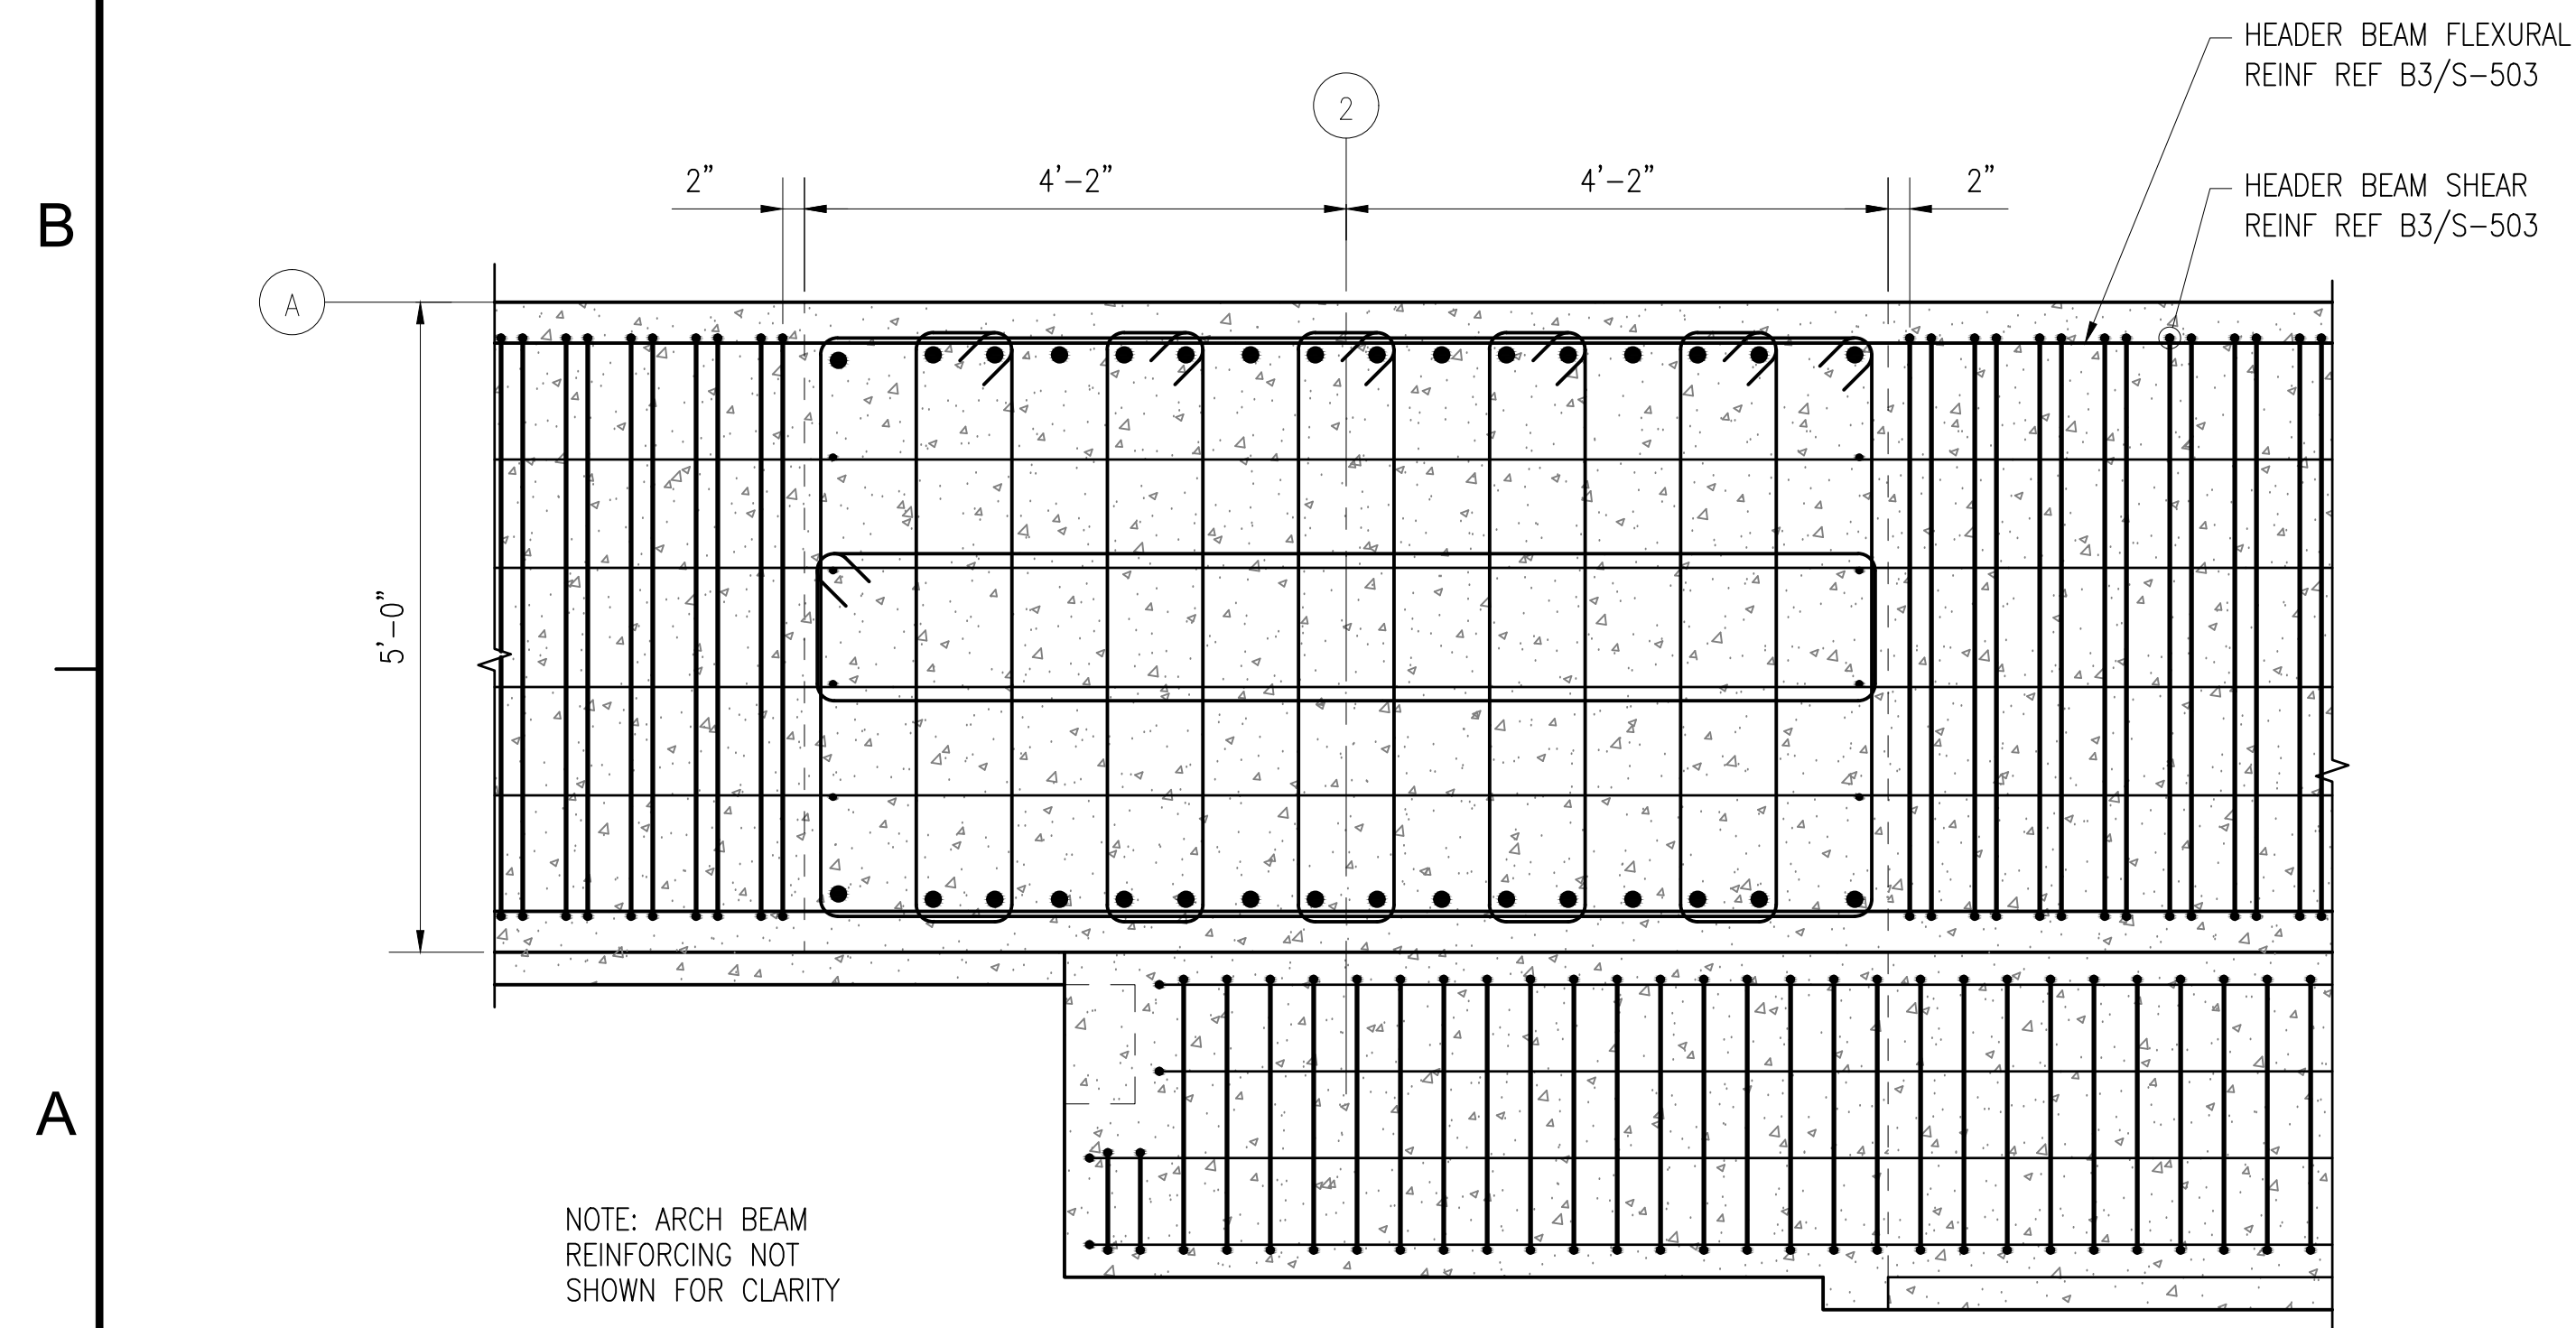 HEADER BEAM FLEXURAL
REINF REF B3/S-503
2
2" 4'-2" 4'-2" 2"
HEADER BEAM SHEAR
REINF REF B3/S-503
B
A
5'-0"
A
NOTE: ARCH BEAM
REINFORCING NOT
SHOWN FOR CLARITY